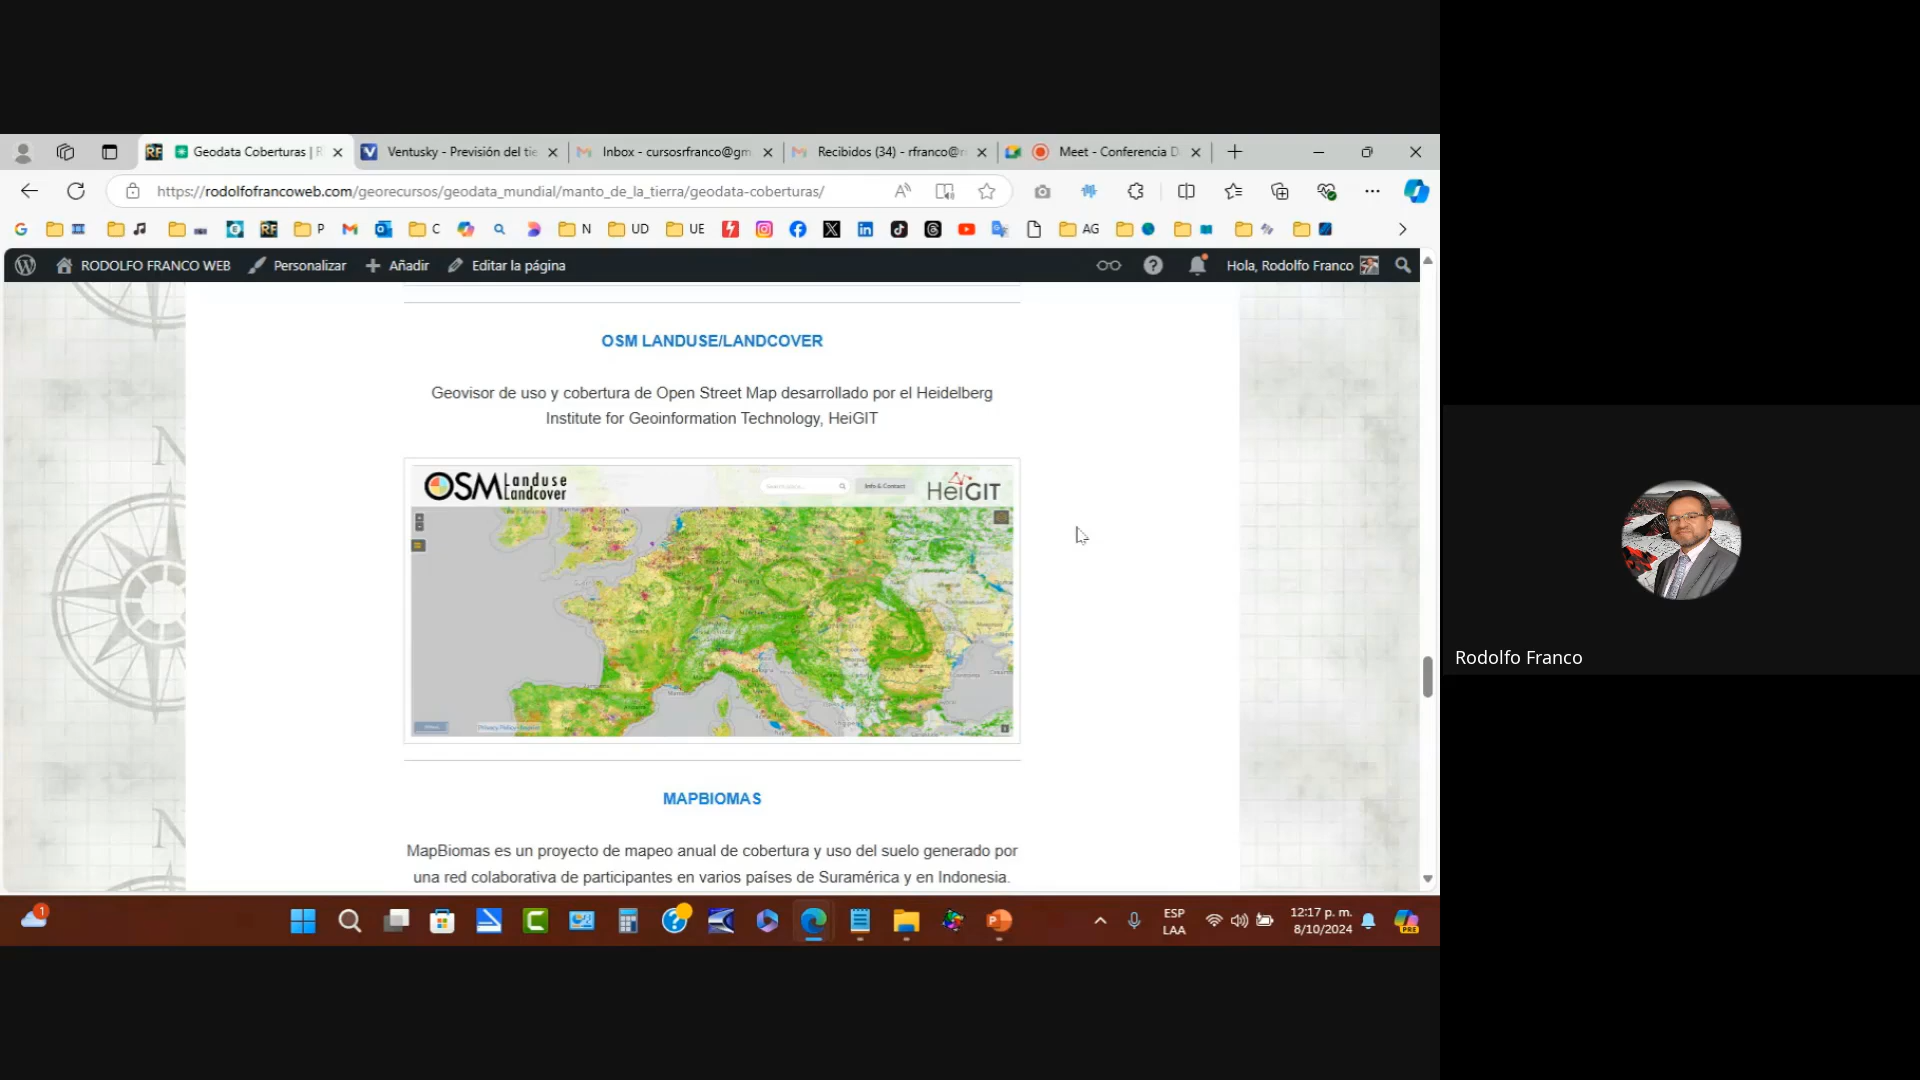 Geodata Coberturas | R
Ventusky - Previsión del tie
Inbox - cursosrfranco@gm
Recibidos (34) - rfranco@r
Meet - Conferencia D
https://rodolfofrancoweb.com/georecursos/geodata_mundial/manto_de_la_tierra/geodata-coberturas/
P
C
N
UD
UE
AG
RODOLFO FRANCO WEB
Personalizar
Añadir
Editar la página
Hola, Rodolfo Franco
OSM LANDUSE/LANDCOVER
Geovisor de uso y cobertura de Open Street Map desarrollado por el Heidelberg
Institute for Geoinformation Technology, HeiGIT
OSM Landuse
Landcover
Info & Contact
HeiGIT
MAPBIOMAS
MapBiomas es un proyecto de mapeo anual de cobertura y uso del suelo generado por
una red colaborativa de participantes en varios países de Suramérica y en Indonesia.
Rodolfo Franco
1
ESP
LAA
12:17 p. m.
8/10/2024
PRE